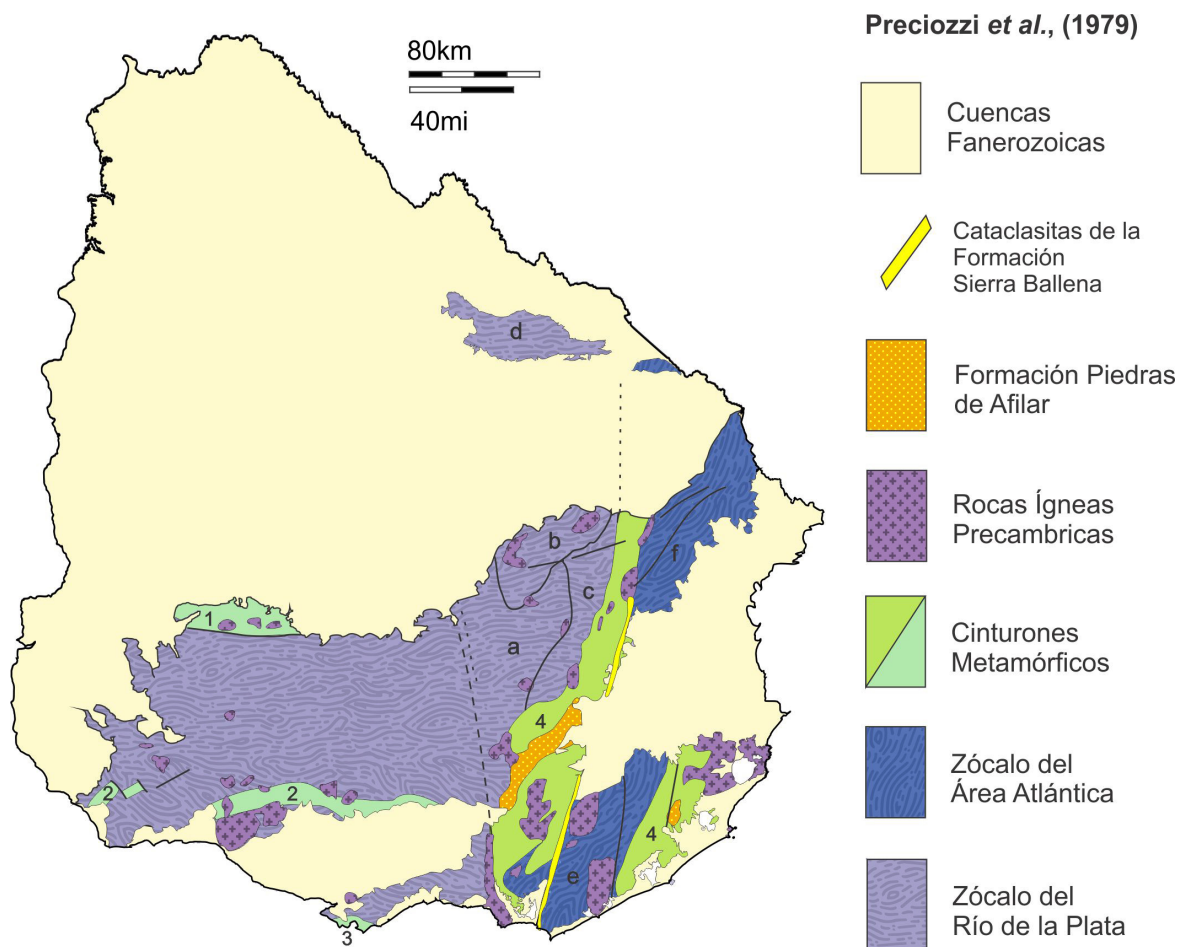 Preciozzi et al., (1979)
80km
40mi
Cuencas
Fanerozoicas
Cataclasitas de la
Formación
Sierra Ballena
Formación Piedras
de Afilar
Rocas Ígneas
Precambricas
Cinturones
Metamórficos
Zócalo del
Área Atlántica
Zócalo del
Río de la Plata
d
b
f
c
1
a
4
2
2
4
e
3